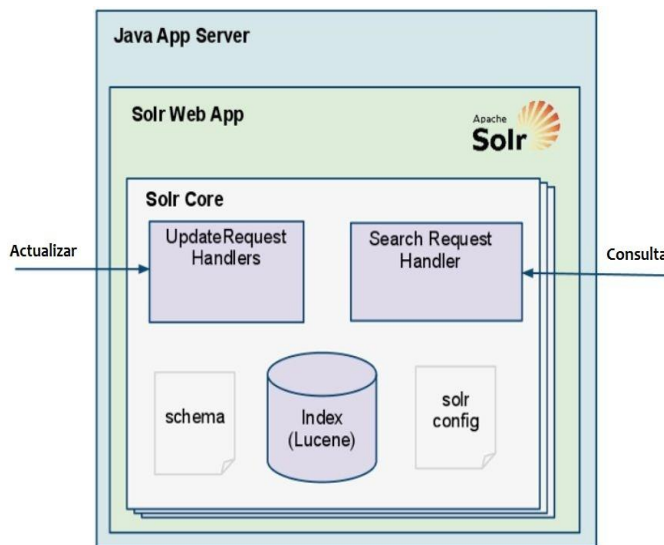 Java App Server
Solr Web App
Apache
Solr
Solr Core
UpdateRequest
Handlers
Search Request
Handler
Actualizar
Consulta
schema
Index
(Lucene)
solr
config